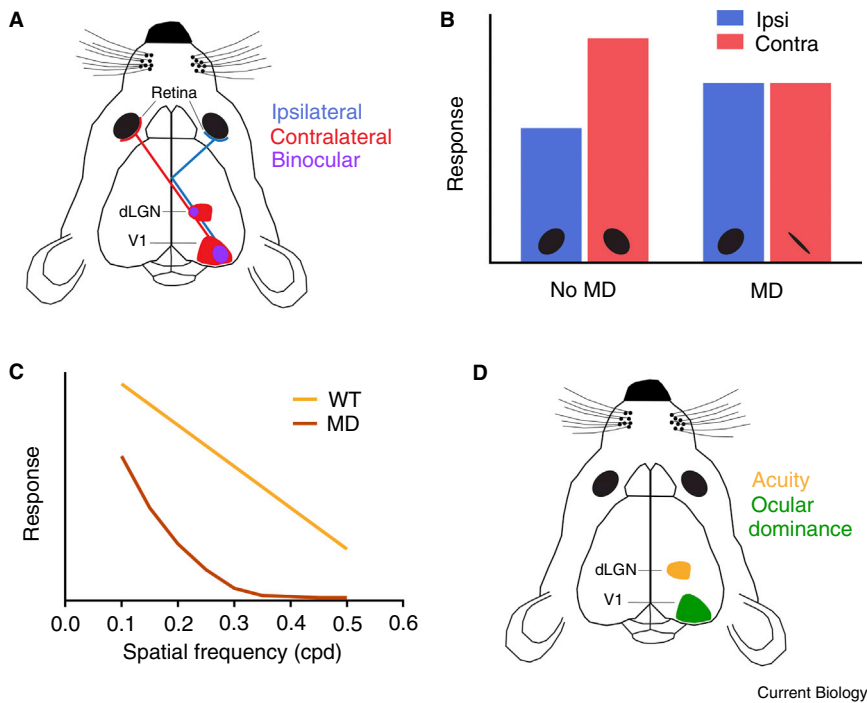 A
Retina
Ipsilateral
Contralateral
Binocular
dLGN
V1
B
Response
Ipsi
Contra
No MD
MD
C
Response
WT
MD
0.0 0.1 0.2 0.3 0.4 0.5 0.6
Spatial frequency (cpd)
D
Acuity
Ocular
dominance
dLGN
V1
Current Biology